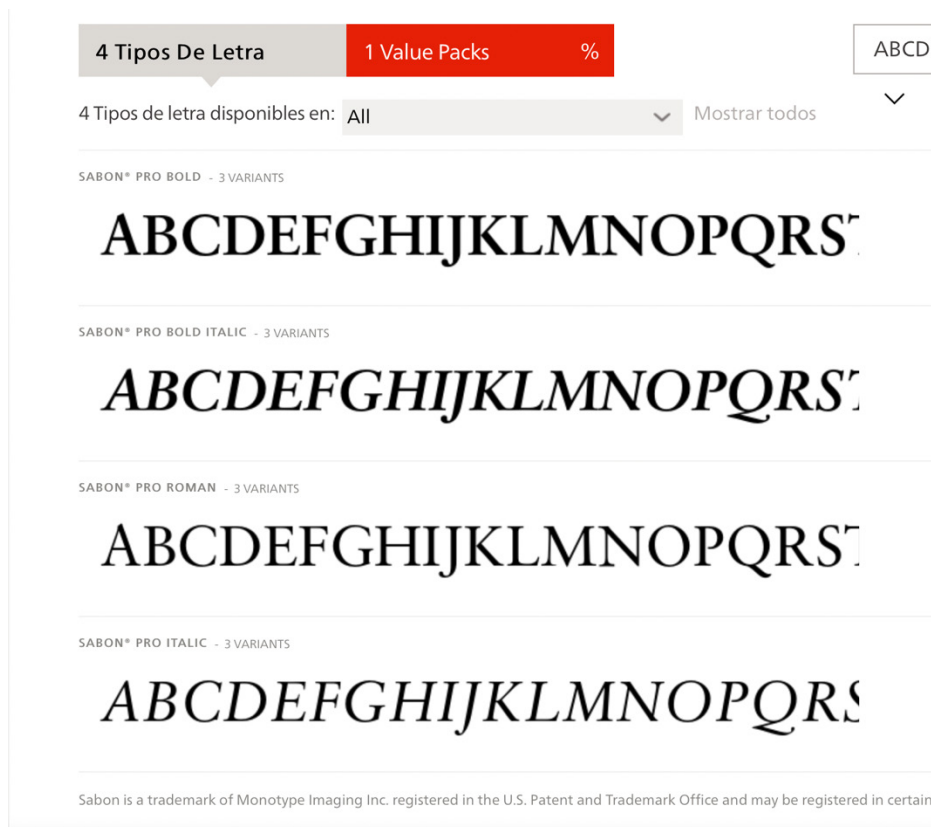 4 Tipos De Letra
1 Value Packs %
ABCD
4 Tipos de letra disponibles en: All Mostrar todos
SABON® PRO BOLD - 3 VARIANTS
ABCDEFGHIJKLMNOPQRST
SABON® PRO BOLD ITALIC - 3 VARIANTS
ABCDEFGHIJKLMNOPQRST
SABON® PRO ROMAN - 3 VARIANTS
ABCDEFGHIJKLMNOPQRST
SABON® PRO ITALIC - 3 VARIANTS
ABCDEFGHIJKLMNOPQRS
Sabon is a trademark of Monotype Imaging Inc. registered in the U.S. Patent and Trademark Office and may be registered in certain